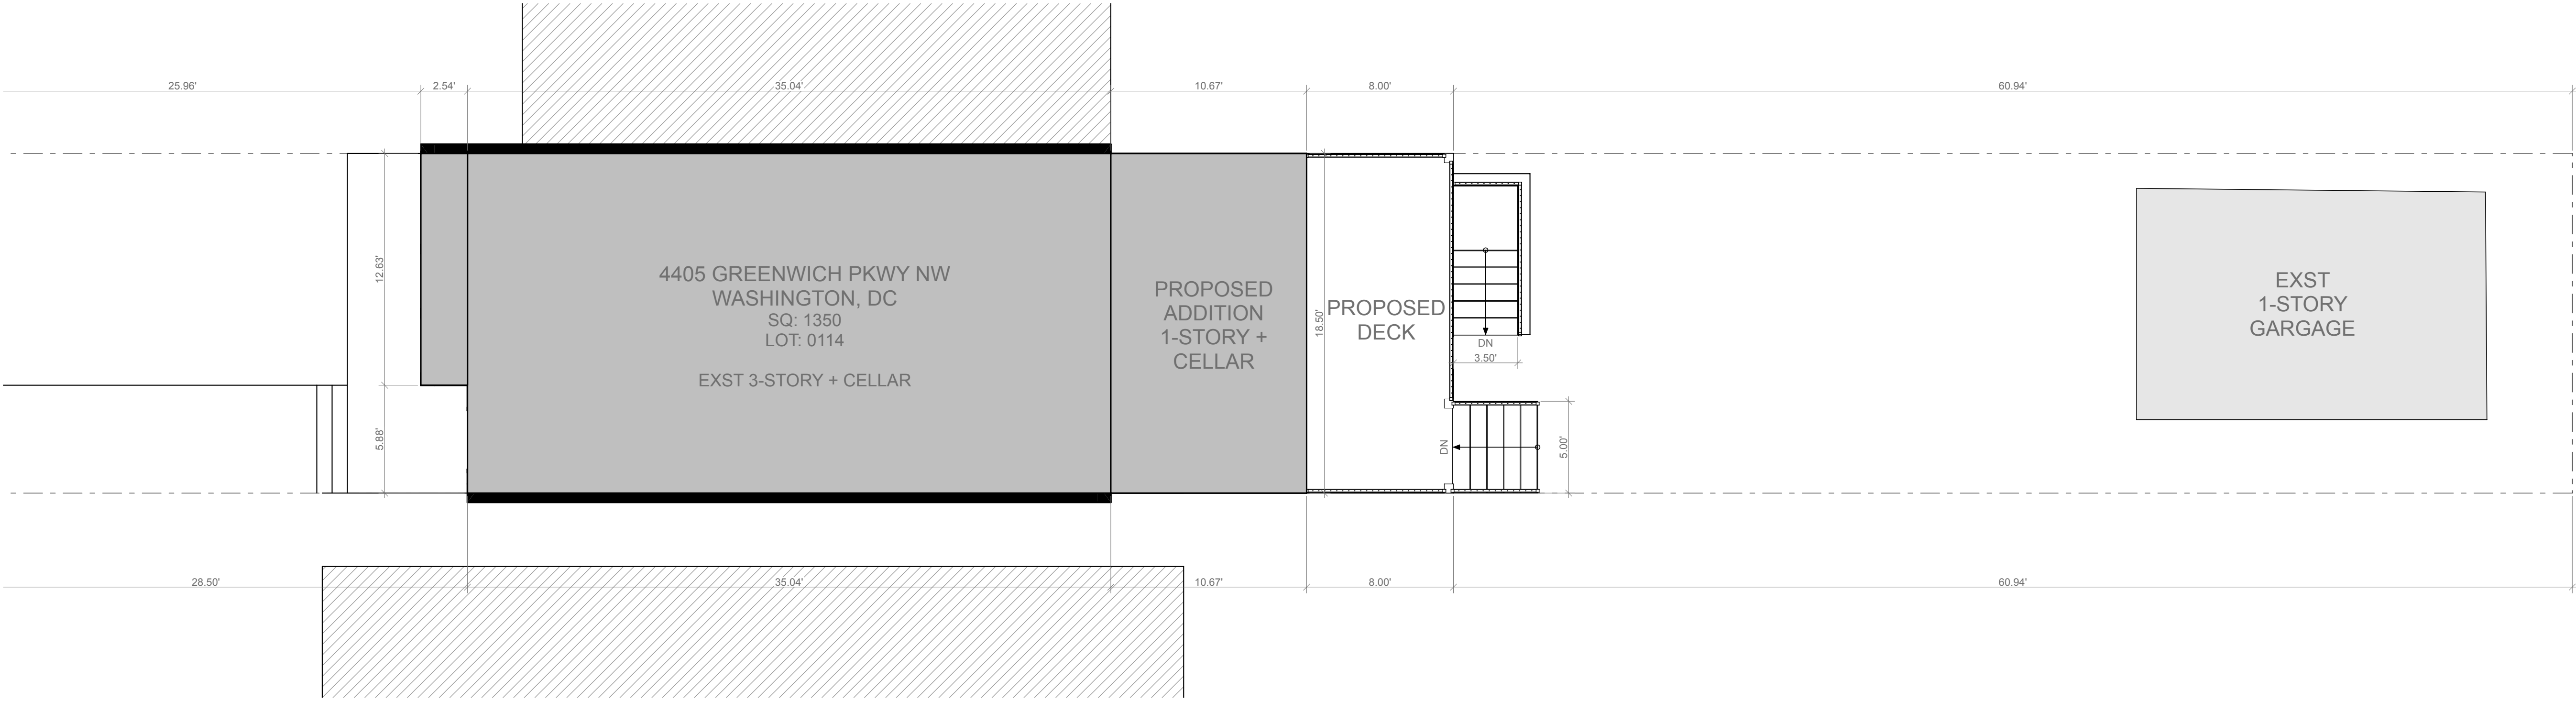 25.96'
2.54'
35.04'
10.67'
8.00'
60.94'
12.63'
5.88'
4405 GREENWICH PKWY NW
WASHINGTON, DC
SQ: 1350
LOT: 0114
EXST 3-STORY + CELLAR
PROPOSED
ADDITION
1-STORY +
CELLAR
18.50'
PROPOSED
DECK
DN
3.50'
DN
5.00'
EXST
1-STORY
GARGAGE
28.50'
35.04'
10.67'
8.00'
60.94'